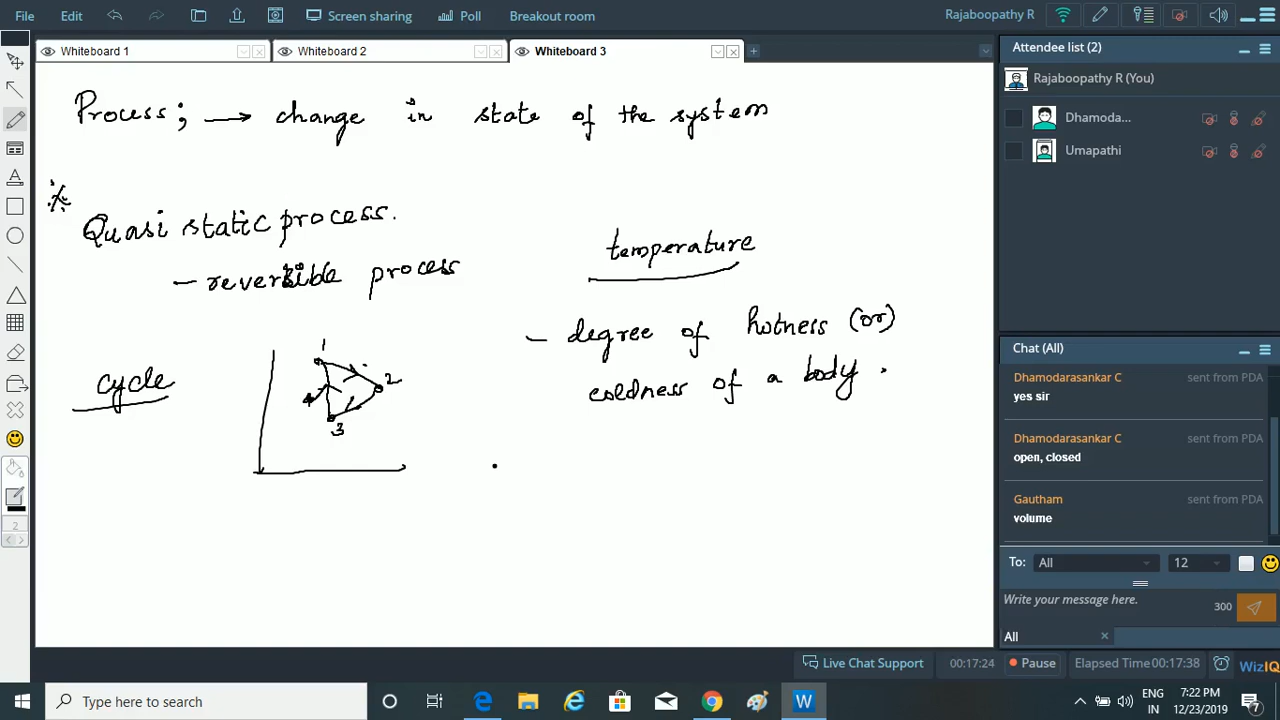 File Edit Screen sharing Poll Breakout room Rajaboopathy R
Whiteboard 1 Whiteboard 2 Whiteboard 3
Attendee list (2)
Rajaboopathy R (You)
Dhamoda...
Umapathi
Process; → change in state of the system
Quasi static process.
- reversible process
cycle
1
2
3
4
temperature
- degree of hotness (or)
coldness of a body.
Chat (All)
Dhamodarasankar C sent from PDA
yes sir
Dhamodarasankar C sent from PDA
open, closed
Gautham sent from PDA
volume
To: All 12
Write your message here. 300
All
2
Live Chat Support 00:17:24 Pause Elapsed Time 00:17:38 WizIQ
Type here to search
ENG
IN
7:22 PM
12/23/2019
7